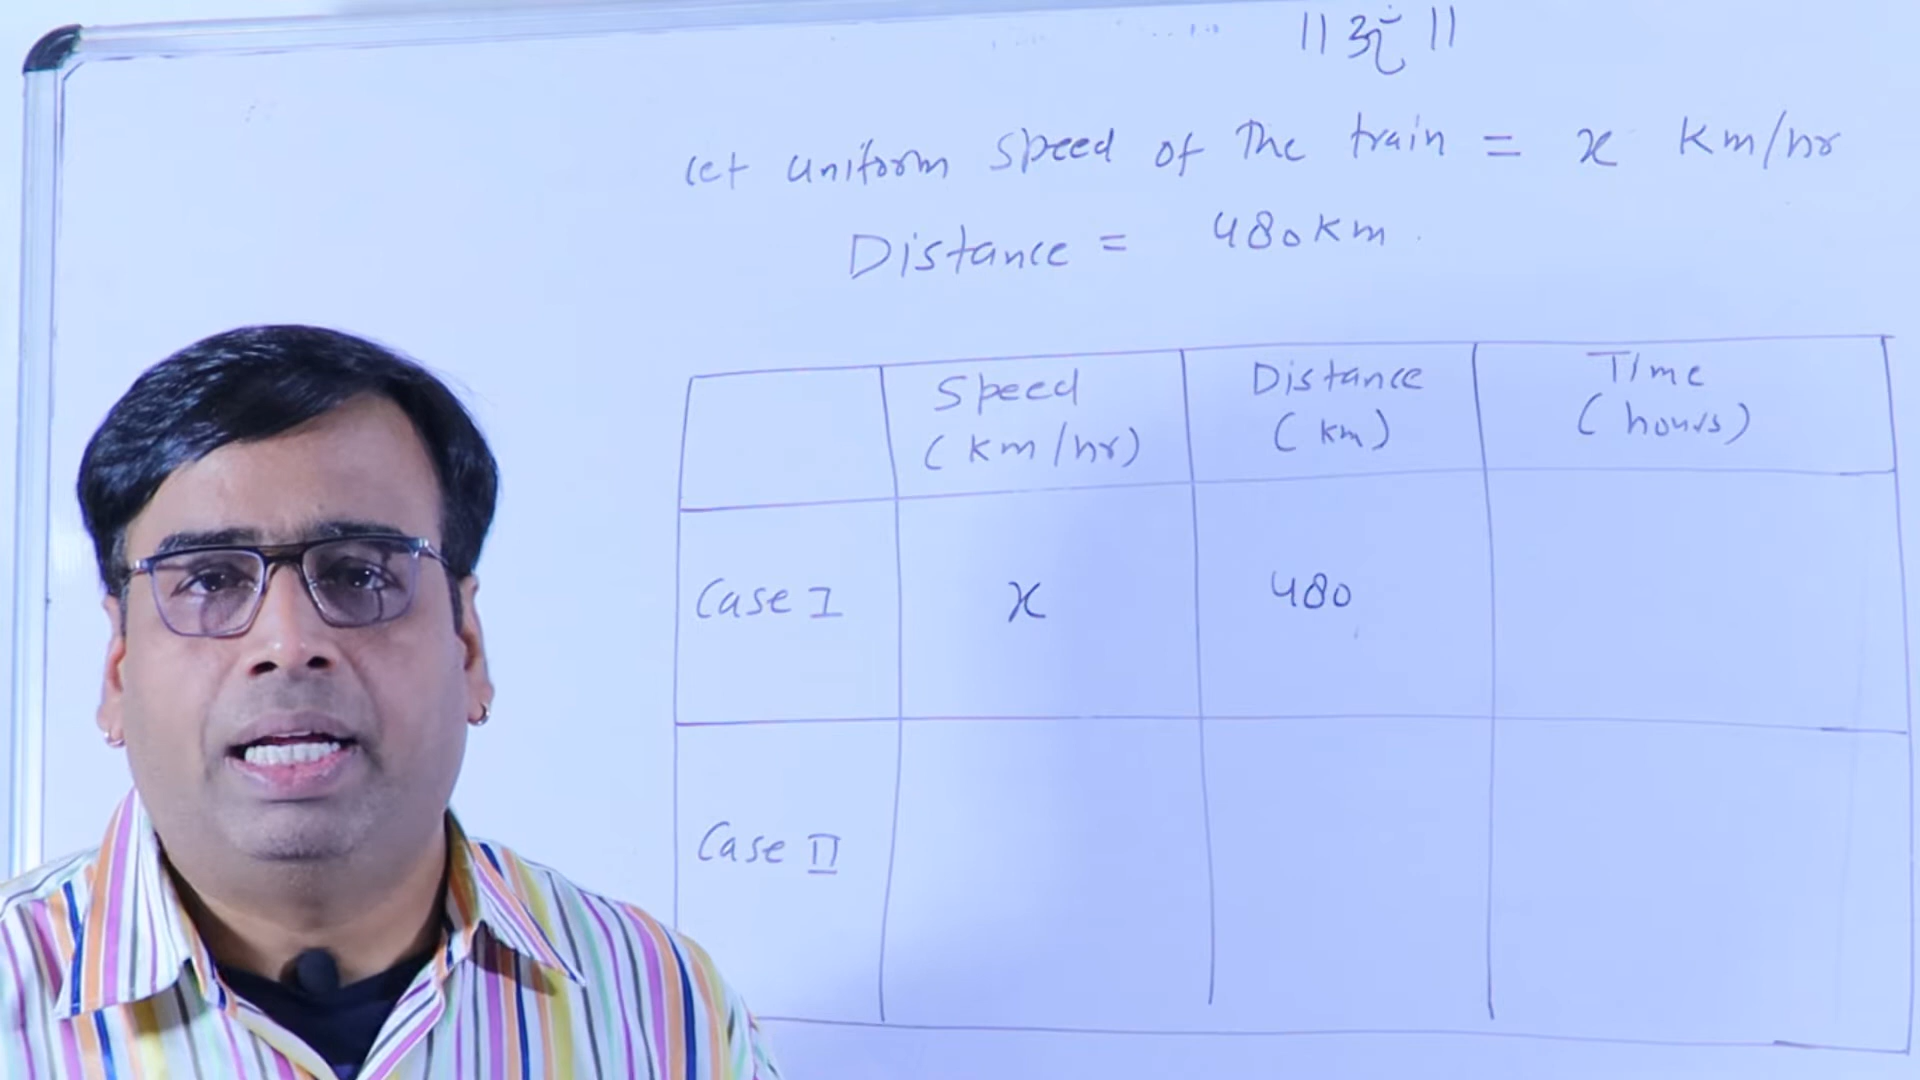 ॥ ૐ ॥
Let uniform speed of the train = x Km/hr
Distance = 480 Km.
Speed (Km/hr) Distance (Km) Time (hours)
Case I x 480
Case II